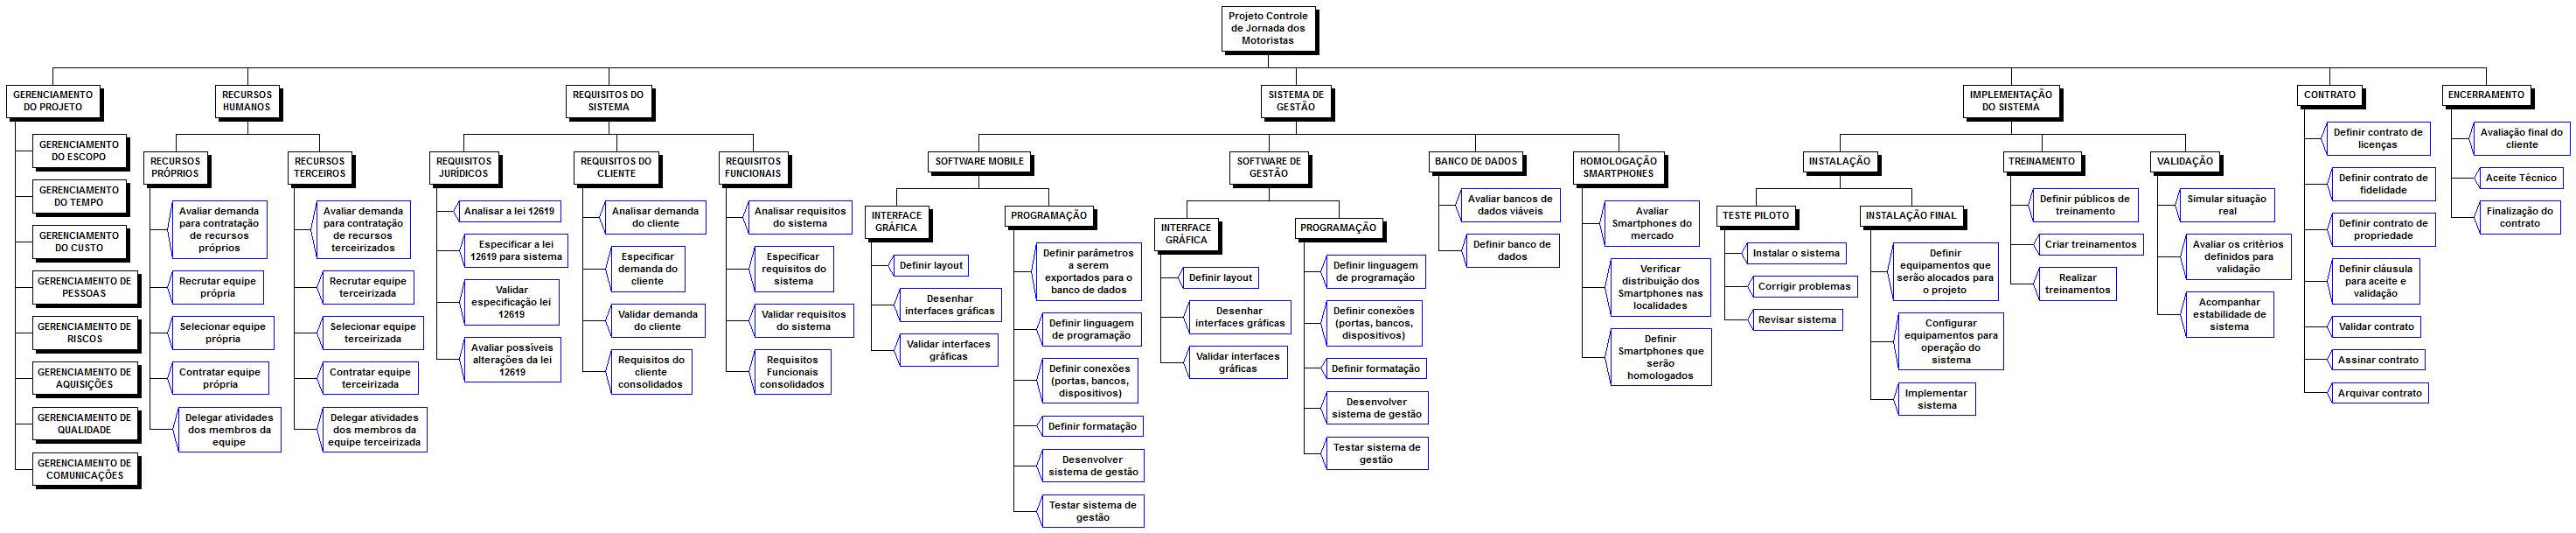 Projeto Controle
de Jornada dos
Motoristas
GERENCIAMENTO
DO PROJETO
GERENCIAMENTO
DO ESCOPO
GERENCIAMENTO
DO TEMPO
GERENCIAMENTO
DO CUSTO
GERENCIAMENTO DE
PESSOAS
GERENCIAMENTO DE
RISCOS
GERENCIAMENTO DE
AQUISIÇÕES
GERENCIAMENTO DE
QUALIDADE
GERENCIAMENTO DE
COMUNICAÇÕES
RECURSOS
HUMANOS
RECURSOS
PRÓPRIOS
Avaliar demanda
para contratação
de recursos
próprios
Recrutar equipe
própria
Selecionar equipe
própria
Contratar equipe
própria
Delegar atividades
dos membros da
equipe
RECURSOS
TERCEIROS
Avaliar demanda
para contratação
de recursos
terceirizados
Recrutar equipe
terceirizada
Selecionar equipe
terceirizada
Contratar equipe
terceirizada
Delegar atividades
dos membros da
equipe terceirizada
REQUISITOS DO
SISTEMA
REQUISITOS
JURÍDICOS
Analisar a lei 12619
Especificar a lei
12619 para sistema
Validar
especificação lei
12619
Avaliar possíveis
alterações da lei
12619
REQUISITOS DO
CLIENTE
Analisar demanda
do cliente
Especificar
demanda do
cliente
Validar demanda
do cliente
Requisitos do
cliente
consolidados
REQUISITOS
FUNCIONAIS
Analisar requisitos
do sistema
Especificar
requisitos do
sistema
Validar requisitos
do sistema
Requisitos
Funcionais
consolidados
SISTEMA DE
GESTÃO
SOFTWARE MOBILE
INTERFACE
GRÁFICA
Definir layout
Desenhar
interfaces gráficas
Validar interfaces
gráficas
PROGRAMAÇÃO
Definir parâmetros
a serem
exportados para o
banco de dados
Definir linguagem
de programação
Definir conexões
(portas, bancos,
dispositivos)
Definir formatação
Desenvolver
sistema de gestão
Testar sistema de
gestão
SOFTWARE DE
GESTÃO
INTERFACE
GRÁFICA
Definir layout
Desenhar
interfaces gráficas
Validar interfaces
gráficas
PROGRAMAÇÃO
Definir linguagem
de programação
Definir conexões
(portas, bancos,
dispositivos)
Definir formatação
Desenvolver
sistema de gestão
Testar sistema de
gestão
BANCO DE DADOS
Avaliar bancos de
dados viáveis
Definir banco de
dados
HOMOLOGAÇÃO
SMARTPHONES
Avaliar
Smartphones do
mercado
Verificar
distribuição dos
Smartphones nas
localidades
Definir
Smartphones que
serão
homologados
IMPLEMENTAÇÃO
DO SISTEMA
INSTALAÇÃO
TESTE PILOTO
Instalar o sistema
Corrigir problemas
Revisar sistema
INSTALAÇÃO FINAL
Definir
equipamentos que
serão alocados para
o projeto
Configurar
equipamentos para
operação do
sistema
Implementar
sistema
TREINAMENTO
Definir públicos de
treinamento
Criar treinamentos
Realizar
treinamentos
VALIDAÇÃO
Simular situação
real
Avaliar os critérios
definidos para
validação
Acompanhar
estabilidade de
sistema
CONTRATO
Definir contrato de
licenças
Definir contrato de
fidelidade
Definir contrato de
propriedade
Definir cláusula
para aceite e
validação
Validar contrato
Assinar contrato
Arquivar contrato
ENCERRAMENTO
Avaliação final do
cliente
Aceite Técnico
Finalização do
contrato